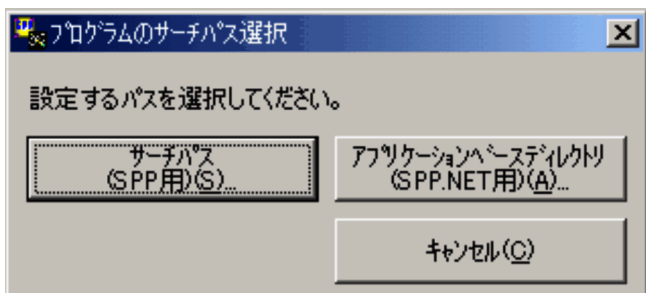 プログラムのサーチパス選択
設定するパスを選択してください。
サーチパス
(SPP用)(S)...
アプリケーションベースディレクトリ
(SPP.NET用)(A)...
キャンセル(C)